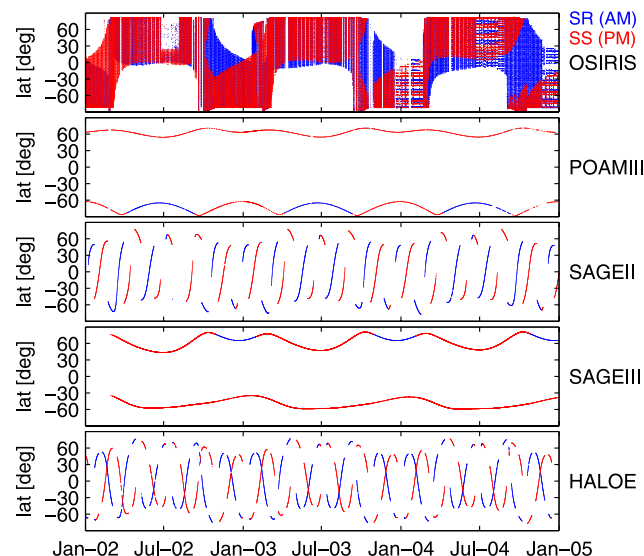 SR (AM)
SS (PM)
OSIRIS
lat [deg]
60
30
0
−30
−60
POAMIII
lat [deg]
60
30
0
−30
−60
SAGEII
lat [deg]
60
30
0
−30
−60
SAGEIII
lat [deg]
60
30
0
−30
−60
HALOE
lat [deg]
60
30
0
−30
−60
Jan−02 Jul−02 Jan−03 Jul−03 Jan−04 Jul−04 Jan−05